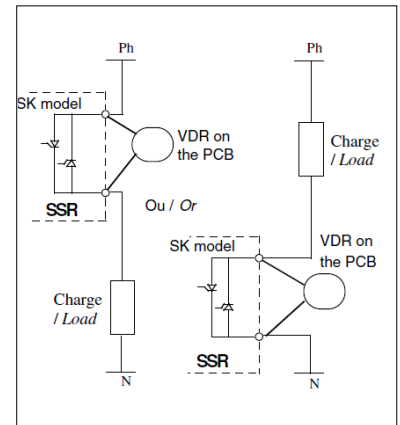 Ph
SK model
VDR on
the PCB
SSR
Ou / Or
Charge
/ Load
N
Ph
Charge
/ Load
SK model
VDR on
the PCB
SSR
N